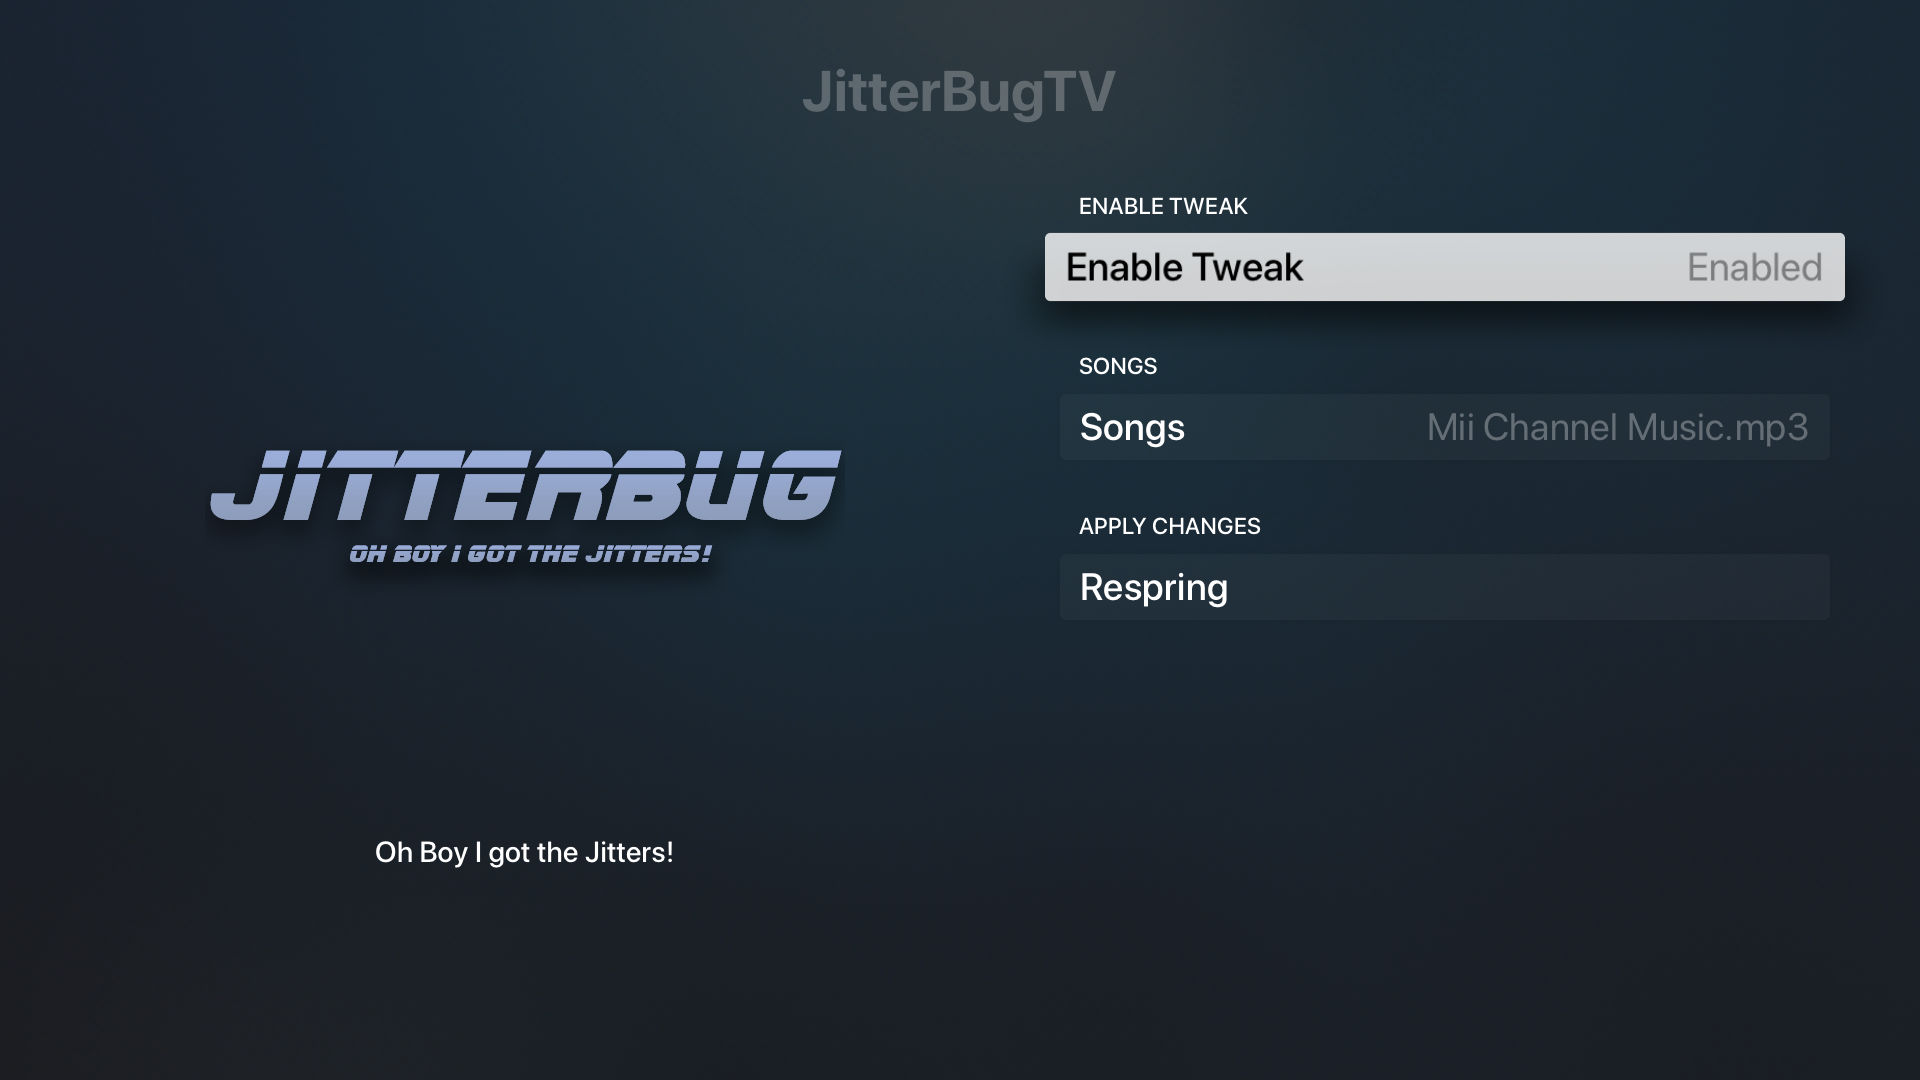 JitterBugTV
ENABLE TWEAK
Enable Tweak Enabled
SONGS
Songs Mii Channel Music.mp3
APPLY CHANGES
Respring
JITTERBUG
OH BOY I GOT THE JITTERS!
Oh Boy I got the Jitters!